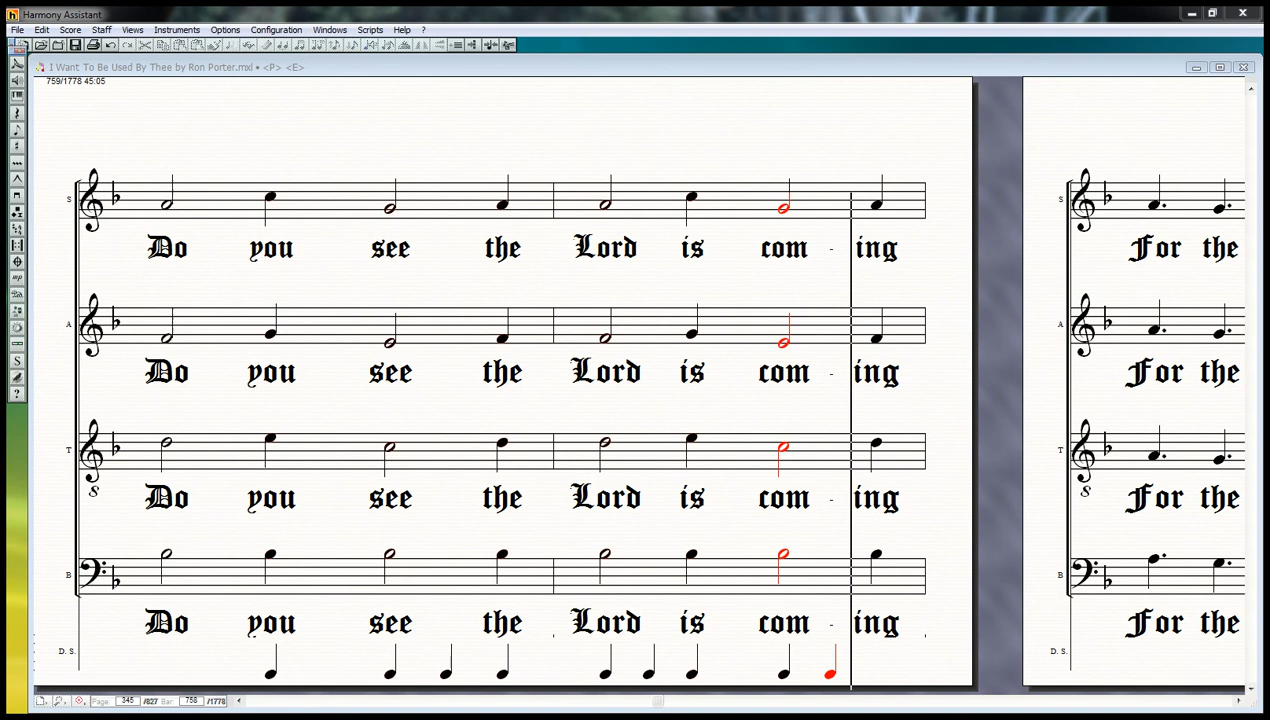 Harmony Assistant
File Edit Score Staff Views Instruments Options Configuration Windows Scripts Help ?
I Want To Be Used By Thee by Ron Porter.mxl • <P> <E>
759/1778 45:05
S
Do you see the Lord is com - ing
S
For the
A
Do you see the Lord is com - ing
A
For the
T
8
Do you see the Lord is com - ing
T
8
For the
B
Do you see the Lord is com - ing
B
For the
D. S.
D. S.
Page: 345 /827 Bar: 758 /1778